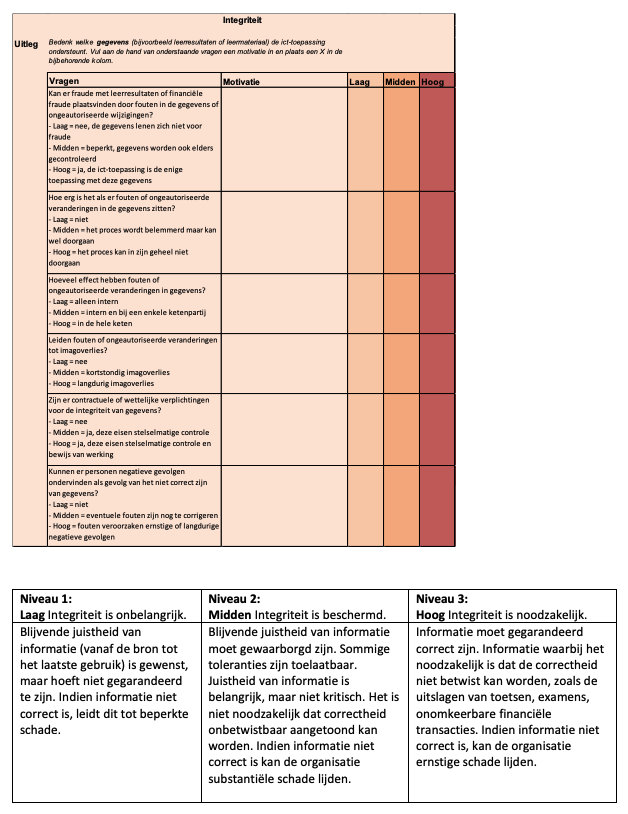 Integriteit
Uitleg
Bedenk welke gegevens (bijvoorbeeld leerresultaten of leermateriaal) de ict-toepassing
ondersteunt. Vul aan de hand van onderstaande vragen een motivatie in en plaats een X in de
bijbehorende kolom.
Vragen Motivatie Laag Midden Hoog
Kan er fraude met leerresultaten of financiële
fraude plaatsvinden door fouten in de gegevens of
ongeautoriseerde wijzigingen?
- Laag = nee, de gegevens lenen zich niet voor
fraude
- Midden = beperkt, gegevens worden ook elders
gecontroleerd
- Hoog = ja, de ict-toepassing is de enige
toepassing met deze gegevens
Hoe erg is het als er fouten of ongeautoriseerde
veranderingen in de gegevens zitten?
- Laag = niet
- Midden = het proces wordt belemmerd maar kan
wel doorgaan
- Hoog = het proces kan in zijn geheel niet
doorgaan
Hoeveel effect hebben fouten of
ongeautoriseerde veranderingen in gegevens?
- Laag = alleen intern
- Midden = intern en bij een enkele ketenpartij
- Hoog = in de hele keten
Leiden fouten of ongeautoriseerde veranderingen
tot imagoverlies?
- Laag = nee
- Midden = kortstondig imagoverlies
- Hoog = langdurig imagoverlies
Zijn er contractuele of wettelijke verplichtingen
voor de integriteit van gegevens?
- Laag = nee
- Midden = ja, deze eisen stelselmatige controle
- Hoog = ja, deze eisen stelselmatige controle en
bewijs van werking
Kunnen er personen negatieve gevolgen
ondervinden als gevolg van het niet correct zijn
van gegevens?
- Laag = niet
- Midden = eventuele fouten zijn nog te corrigeren
- Hoog = fouten veroorzaken ernstige of langdurige
negatieve gevolgen
Niveau 1:
Laag Integriteit is onbelangrijk.
Blijvende juistheid van
informatie (vanaf de bron tot
het laatste gebruik) is gewenst,
maar hoeft niet gegarandeerd
te zijn. Indien informatie niet
correct is, leidt dit tot beperkte
schade.
Niveau 2:
Midden Integriteit is beschermd.
Blijvende juistheid van informatie
moet gewaarborgd zijn. Sommige
toleranties zijn toelaatbaar.
Juistheid van informatie is
belangrijk, maar niet kritisch. Het is
niet noodzakelijk dat correctheid
onbetwistbaar aangetoond kan
worden. Indien informatie niet
correct is kan de organisatie
substantiële schade lijden.
Niveau 3:
Hoog Integriteit is noodzakelijk.
Informatie moet gegarandeerd
correct zijn. Informatie waarbij het
noodzakelijk is dat de correctheid
niet betwist kan worden, zoals de
uitslagen van toetsen, examens,
onomkeerbare financiële
transacties. Indien informatie niet
correct is, kan de organisatie
ernstige schade lijden.